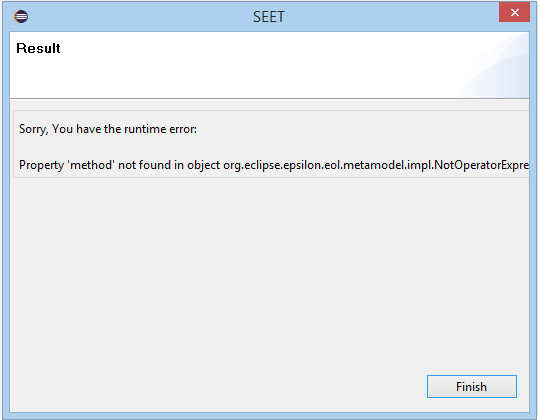 SEET
Result
Sorry, You have the runtime error:
Property 'method' not found in object org.eclipse.epsilon.eol.metamodel.impl.NotOperatorExpre
Finish